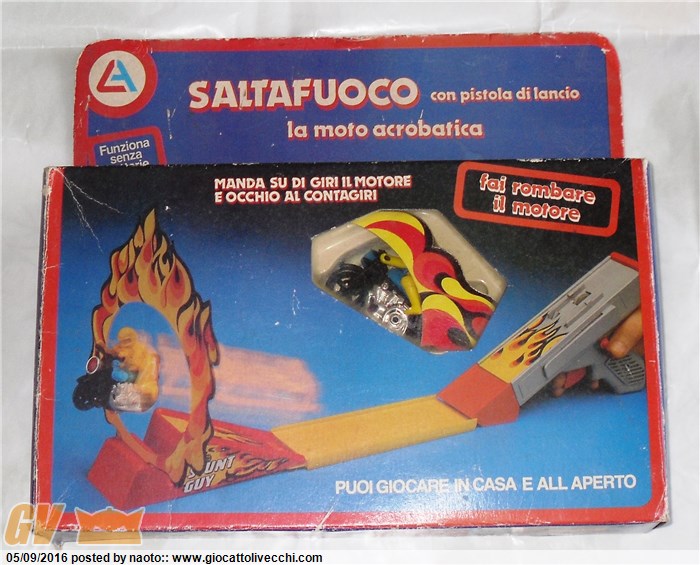 SALTAFUOCO con pistola di lancio
la moto acrobatica
Funziona
senza
MANDA SU DI GIRI IL MOTORE
E OCCHIO AL CONTAGIRI
fai rombare
il motore
UNT
GUY
PUOI GIOCARE IN CASA E ALL APERTO
GV
05/09/2016 posted by naoto:: www.giocattolivecchi.com